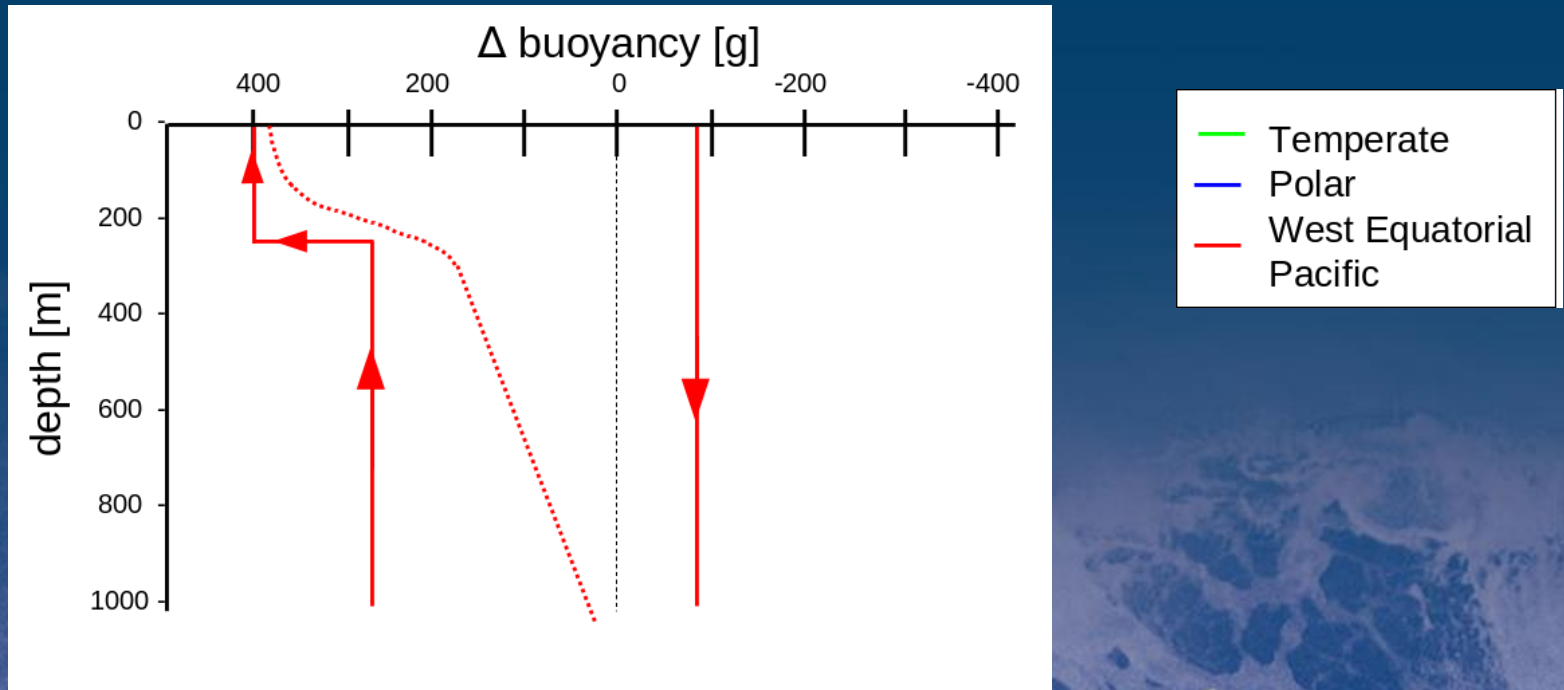 Δ buoyancy [g]
400 200 0 -200 -400
0
200
400
600
800
1000
depth [m]
Temperate
Polar
West Equatorial
Pacific